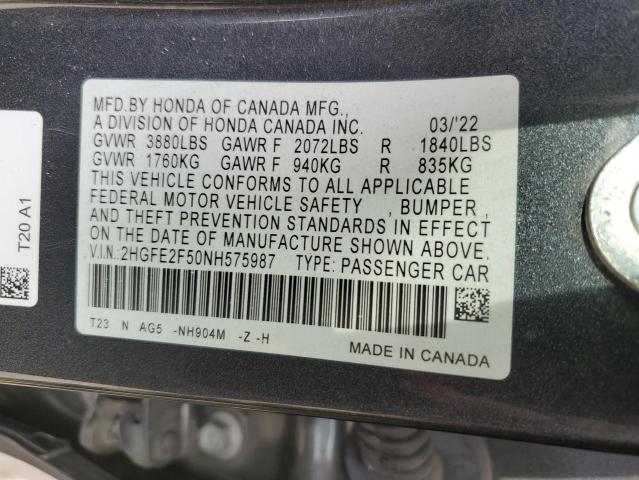 MFD.BY HONDA OF CANADA MFG.,
A DIVISION OF HONDA CANADA INC. 03/'22
GVWR 3880LBS GAWR F 2072LBS R 1840LBS
GVWR 1760KG GAWR F 940KG R 835KG
THIS VEHICLE CONFORMS TO ALL APPLICABLE
FEDERAL MOTOR VEHICLE SAFETY , BUMPER ,
AND THEFT PREVENTION STANDARDS IN EFFECT
ON THE DATE OF MANUFACTURE SHOWN ABOVE.
V.I.N: 2HGFE2F50NH575987 TYPE: PASSENGER CAR
T23 N AG5 -NH904M -Z -H
MADE IN CANADA
T20 A1